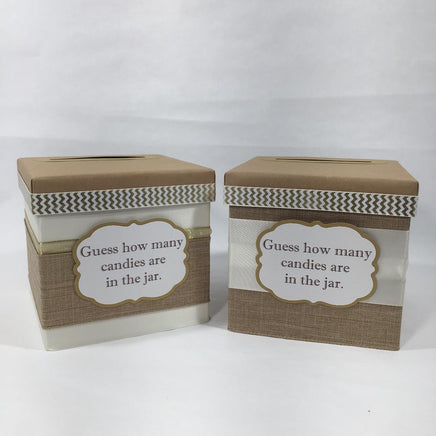 Guess how many
candies are
in the jar.
Guess how many
candies are
in the jar.